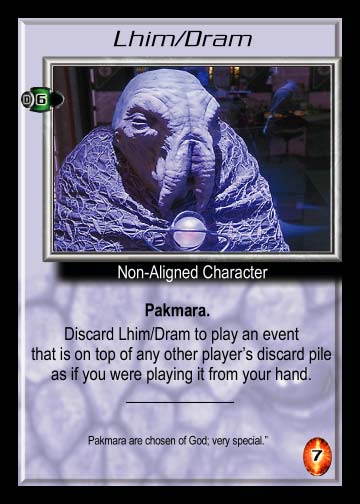 Lhim/Dram
D 6
Non-Aligned Character
Pakmara.
Discard Lhim/Dram to play an event
that is on top of any other player's discard pile
as if you were playing it from your hand.
Pakmara are chosen of God; very special."
7